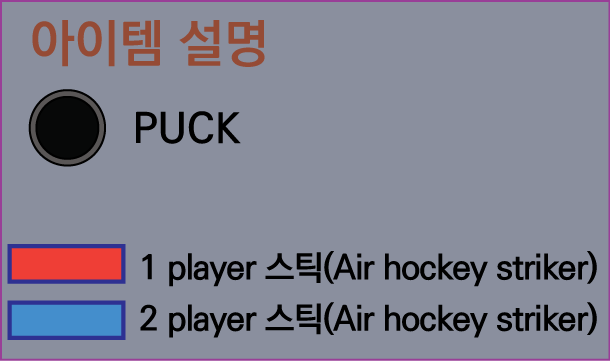 아이템 설명
PUCK
1 player 스틱(Air hockey striker)
2 player 스틱(Air hockey striker)